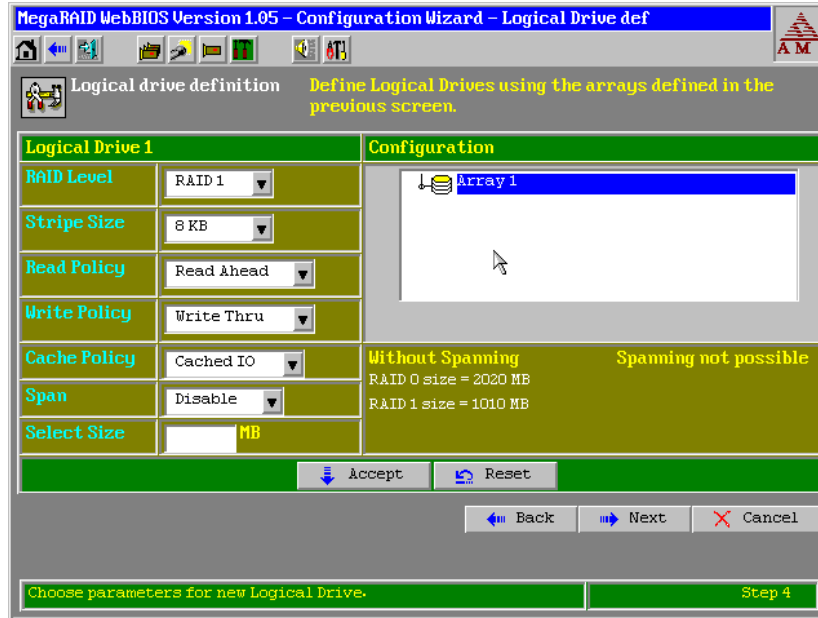 MegaRAID WebBIOS Version 1.05 – Configuration Wizard – Logical Drive def
AM
Logical drive definition
Define Logical Drives using the arrays defined in the
previous screen.
Logical Drive 1
Configuration
RAID Level
RAID 1
Array 1
Stripe Size
8 KB
Read Policy
Read Ahead
Write Policy
Write Thru
Cache Policy
Cached IO
Without Spanning
Spanning not possible
RAID 0 size = 2020 MB
Span
Disable
RAID 1 size = 1010 MB
Select Size
MB
Accept
Reset
Back
Next
Cancel
Choose parameters for new Logical Drive.
Step 4